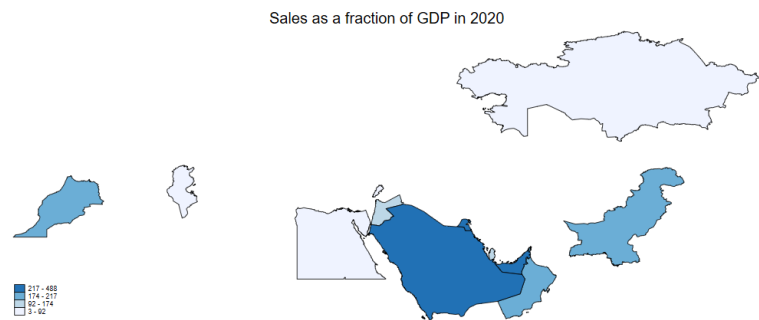 Sales as a fraction of GDP in 2020
217 - 488
174 - 217
92 - 174
3 - 92